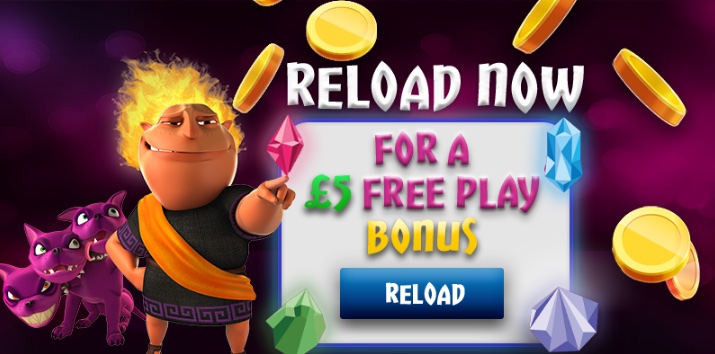 RELOAD NOW
FOR A
£5 FREE PLAY
BONUS
RELOAD